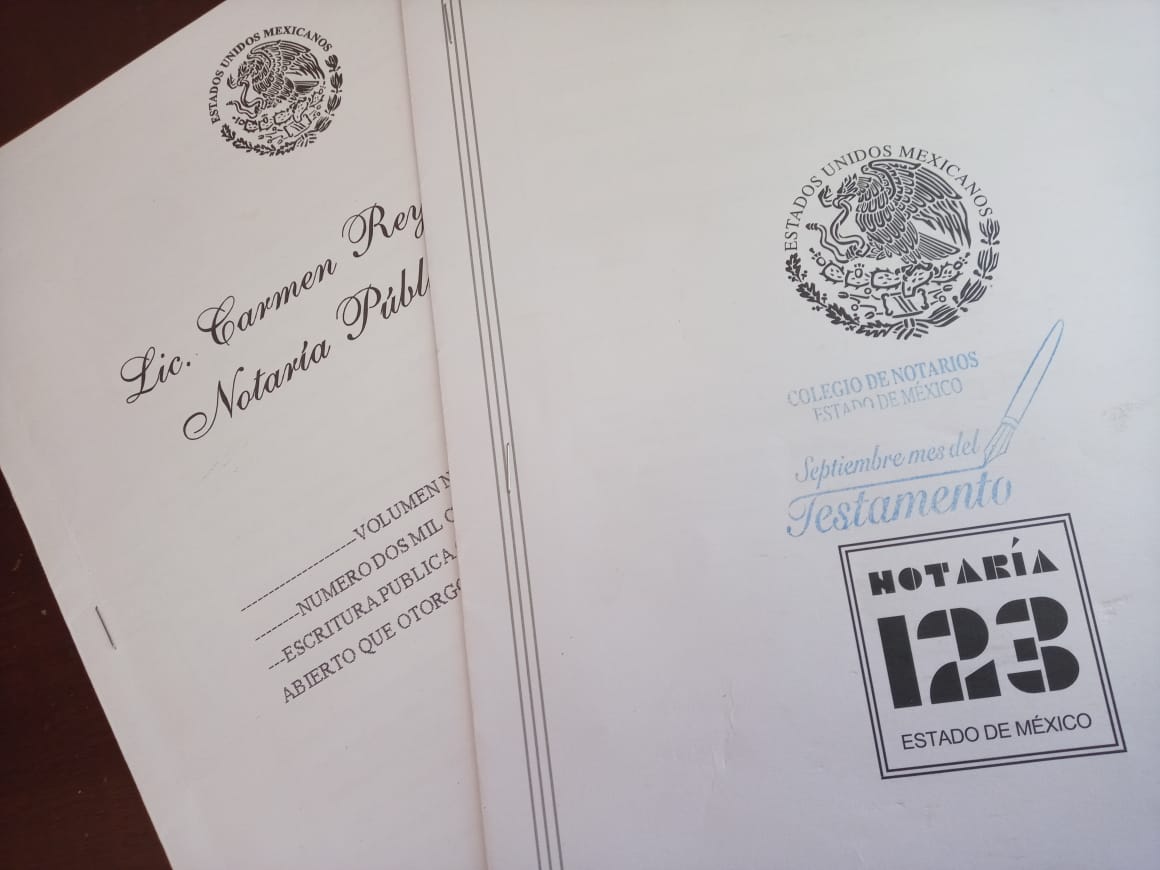 ESTADOS UNIDOS MEXICANOS
Lic. Carmen Rey
Notaría Públ
--------------------VOLUMEN N
--------NUMERO DOS MIL C
---ESCRITURA PUBLICA
ABIERTO QUE OTORGO
ESTADOS UNIDOS MEXICANOS
COLEGIO DE NOTARIOS
ESTADO DE MÉXICO
Septiembre mes del
Testamento
NOTARÍA
123
ESTADO DE MÉXICO